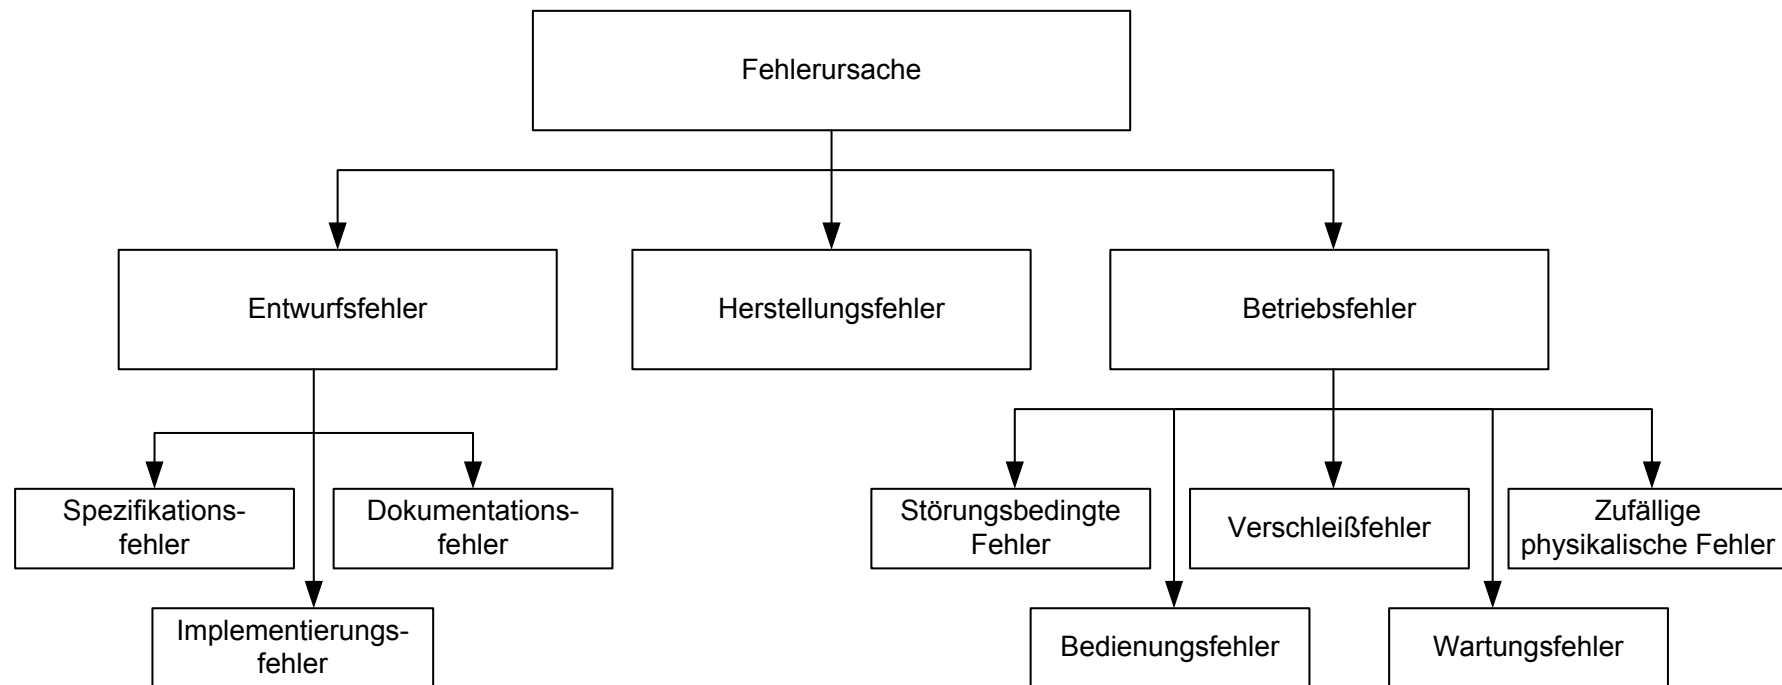 Fehlerursache
Entwurfsfehler
Herstellungsfehler
Betriebsfehler
Spezifikations-
fehler
Dokumentations-
fehler
Implementierungs-
fehler
Störungsbedingte
Fehler
Verschleißfehler
Zufällige
physikalische Fehler
Bedienungsfehler
Wartungsfehler